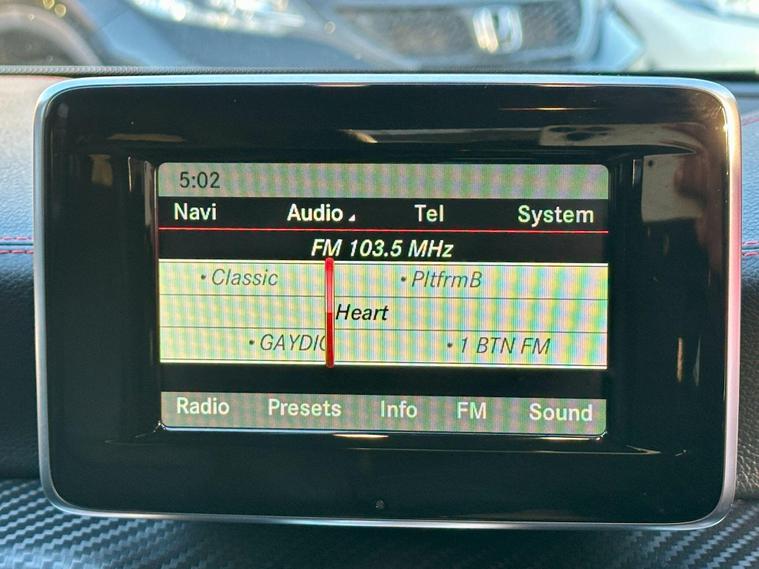 5:02
Navi Audio Tel System
FM 103.5 MHz
• Classic • PltfrmB
Heart
• GAYDIO • 1 BTN FM
Radio Presets Info FM Sound